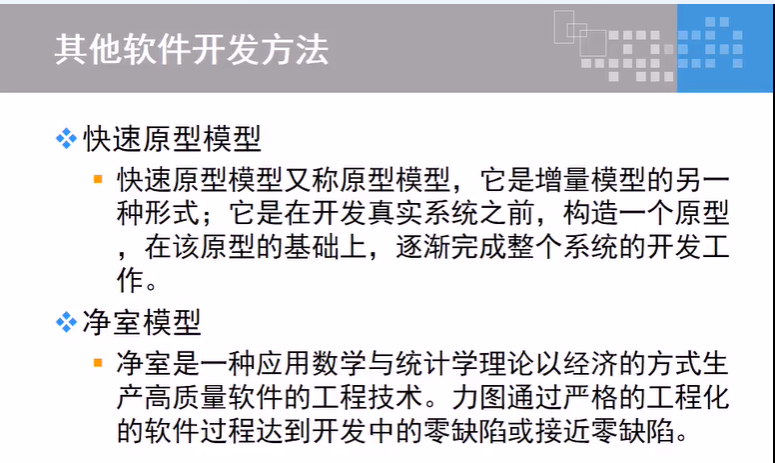 其他软件开发方法
快速原型模型
快速原型模型又称原型模型，它是增量模型的另一
种形式；它是在开发真实系统之前，构造一个原型
，在该原型的基础上，逐渐完成整个系统的开发工
作。
净室模型
净室是一种应用数学与统计学理论以经济的方式生
产高质量软件的工程技术。力图通过严格的工程化
的软件过程达到开发中的零缺陷或接近零缺陷。